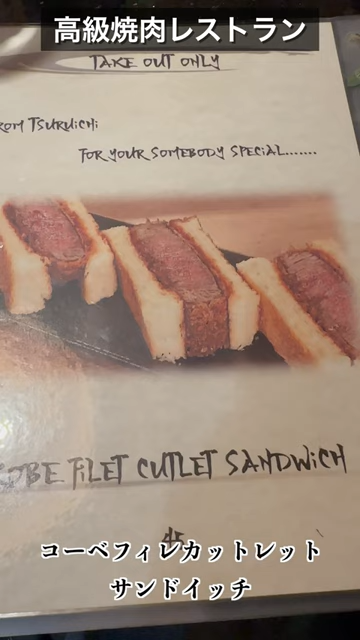 高級焼肉レストラン
TAKE OUT ONLY
ROM TSURUICHI
FOR YOUR SOMEBODY SPECIAL.......
OBE FILET CUTLET SANDWICH
コーベフィレカットレット
サンドイッチ